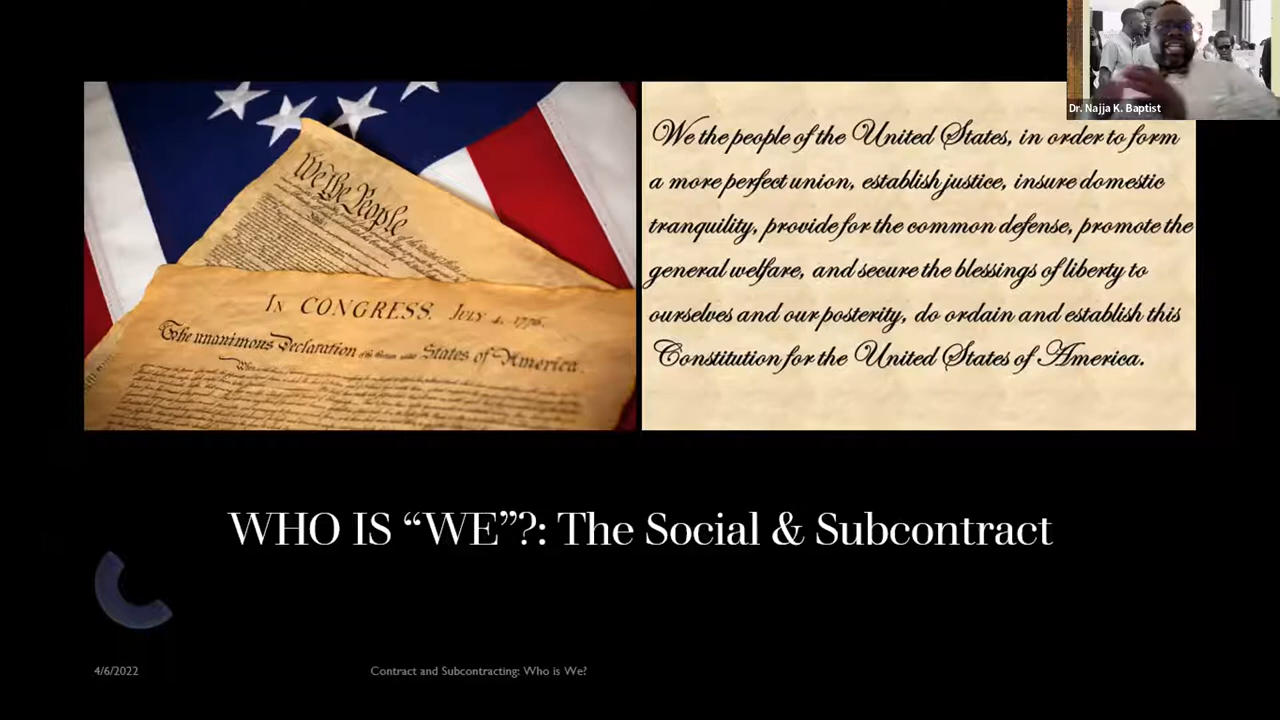 Dr. Najja K. Baptist
We the People
In CONGRESS. July 4, 1776.
The unanimous Declaration States of America.
We the people of the United States, in order to form
a more perfect union, establish justice, insure domestic
tranquility, provide for the common defense, promote the
general welfare, and secure the blessings of liberty to
ourselves and our posterity, do ordain and establish this
Constitution for the United States of America.
WHO IS “WE”?: The Social & Subcontract
4/6/2022
Contract and Subcontracting: Who is We?